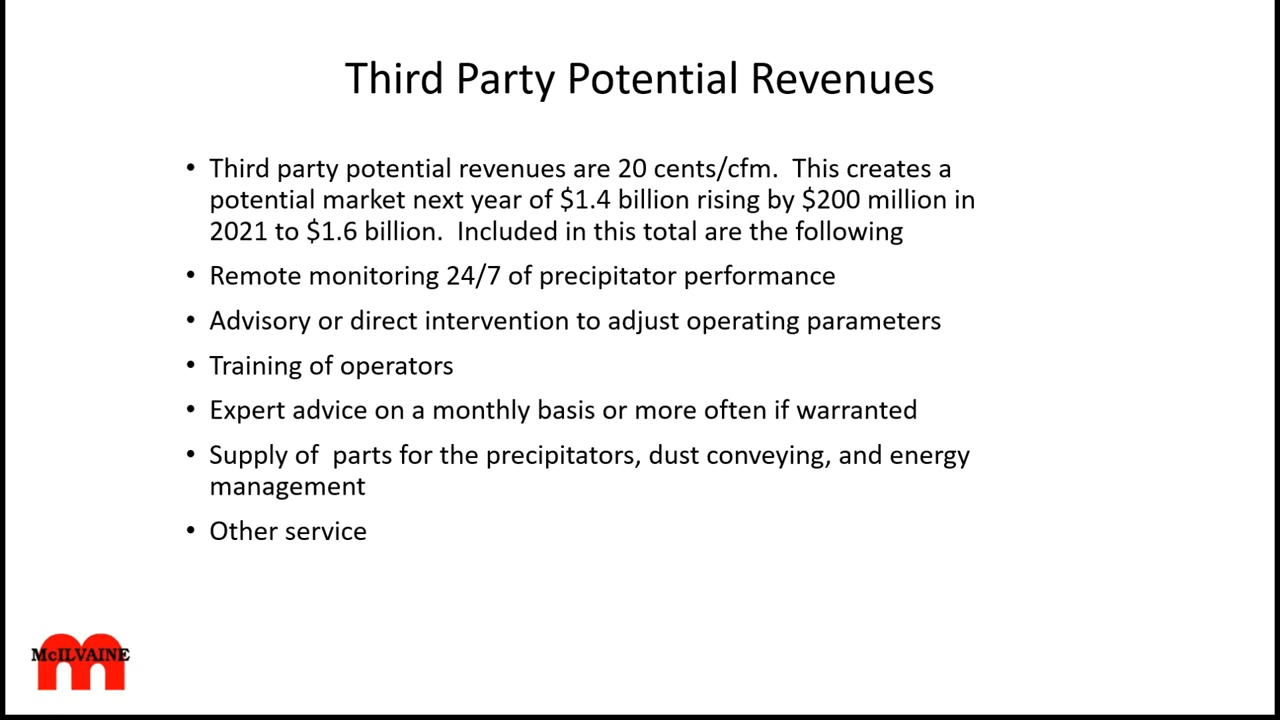 Third Party Potential Revenues
• Third party potential revenues are 20 cents/cfm.  This creates a
potential market next year of $1.4 billion rising by $200 million in
2021 to $1.6 billion.  Included in this total are the following
• Remote monitoring 24/7 of precipitator performance
• Advisory or direct intervention to adjust operating parameters
• Training of operators
• Expert advice on a monthly basis or more often if warranted
• Supply of  parts for the precipitators, dust conveying, and energy
management
• Other service
McILVAINE